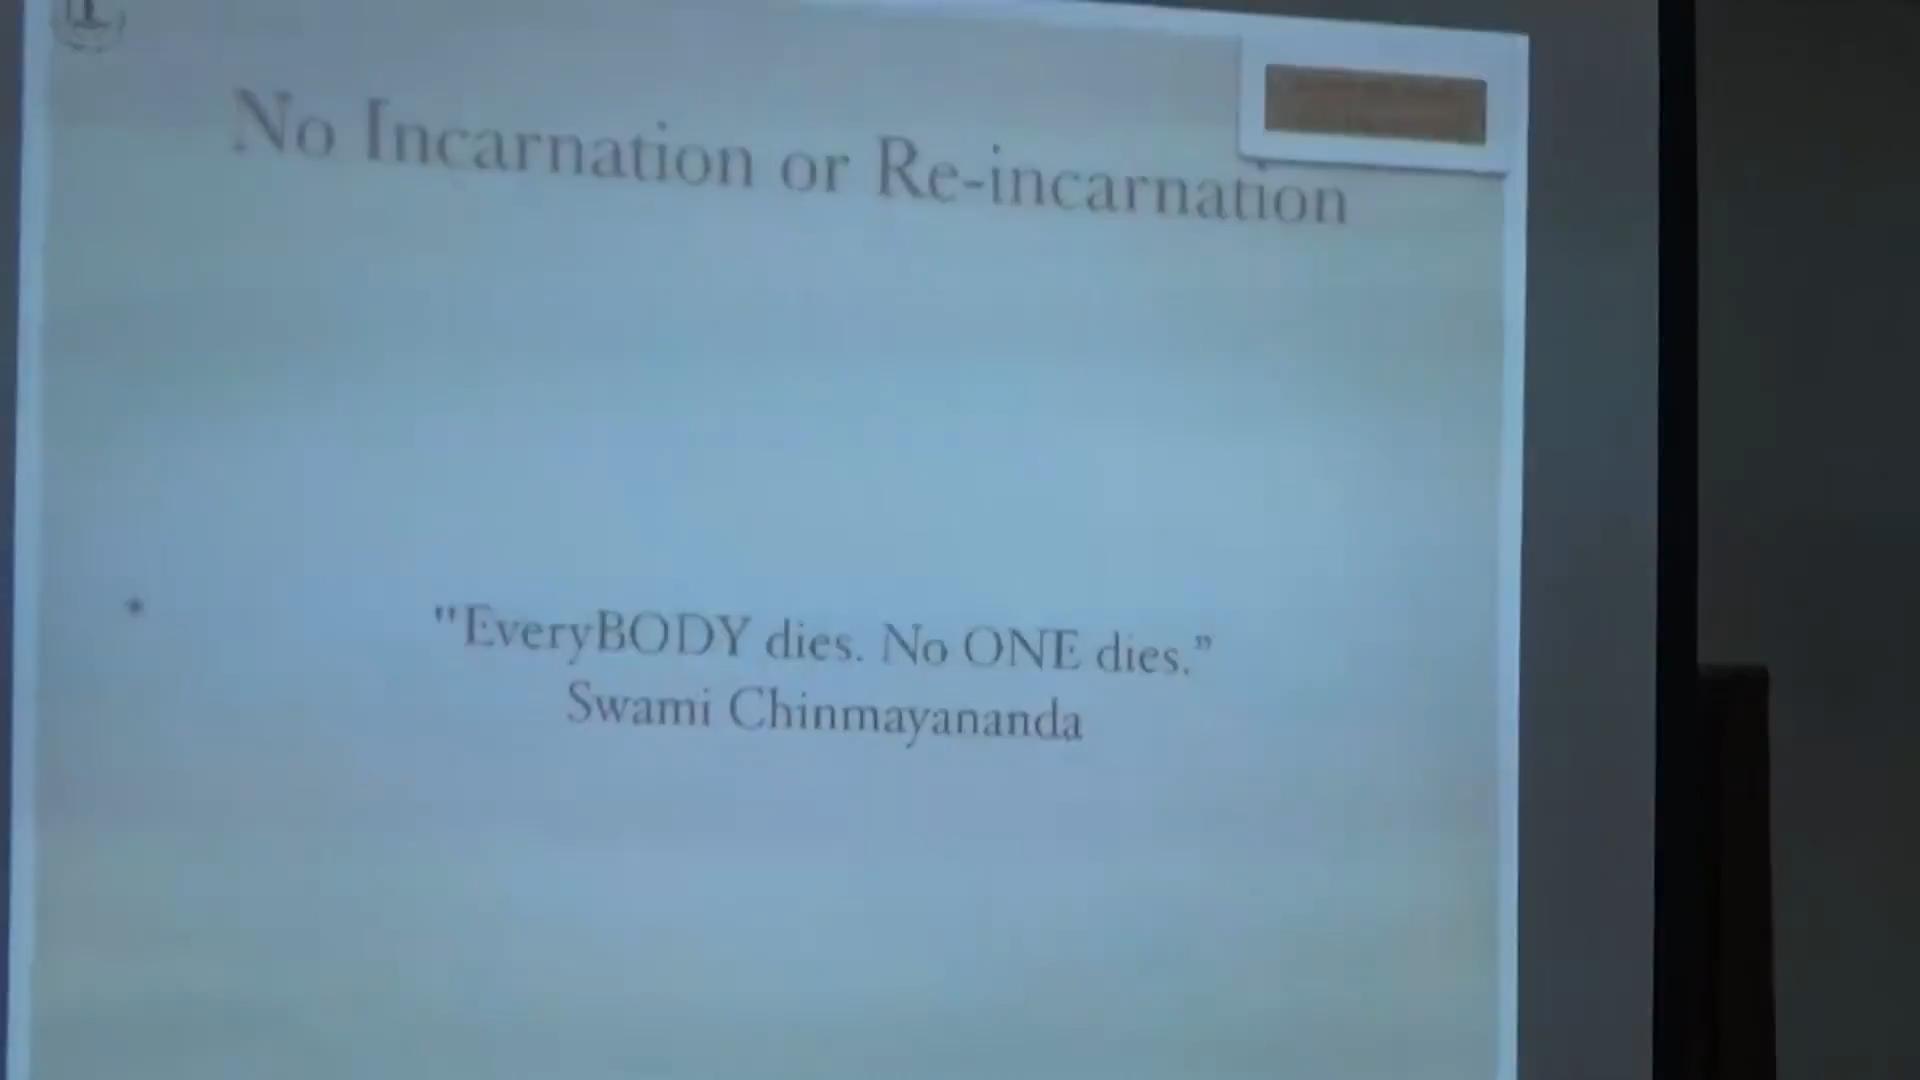 No Incarnation or Re-incarnation
"EveryBODY dies. No ONE dies.”
Swami Chinmayananda